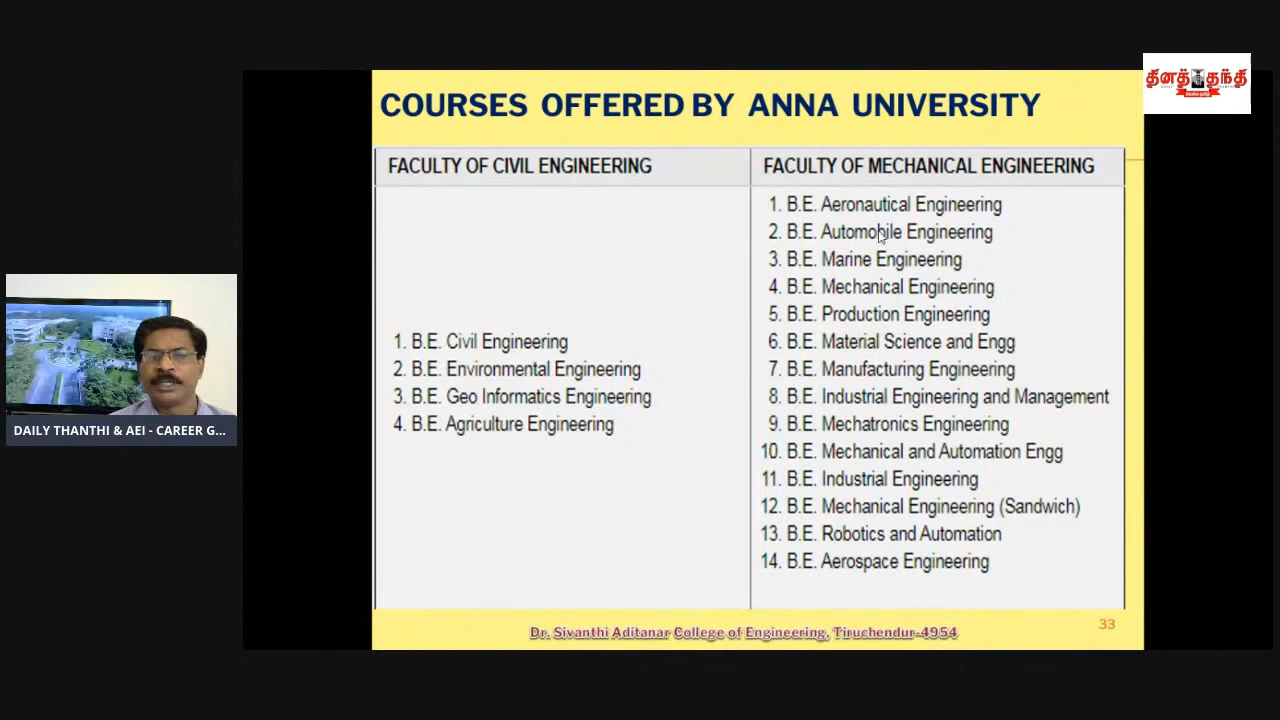 தினத்தந்தி
COURSES OFFERED BY ANNA UNIVERSITY
FACULTY OF CIVIL ENGINEERING
1. B.E. Civil Engineering
2. B.E. Environmental Engineering
3. B.E. Geo Informatics Engineering
4. B.E. Agriculture Engineering
FACULTY OF MECHANICAL ENGINEERING
1. B.E. Aeronautical Engineering
2. B.E. Automobile Engineering
3. B.E. Marine Engineering
4. B.E. Mechanical Engineering
5. B.E. Production Engineering
6. B.E. Material Science and Engg
7. B.E. Manufacturing Engineering
8. B.E. Industrial Engineering and Management
9. B.E. Mechatronics Engineering
10. B.E. Mechanical and Automation Engg
11. B.E. Industrial Engineering
12. B.E. Mechanical Engineering (Sandwich)
13. B.E. Robotics and Automation
14. B.E. Aerospace Engineering
DAILY THANTHI & AEI - CAREER G...
Dr. Sivanthi Aditanar College of Engineering, Tiruchendur-4954
33